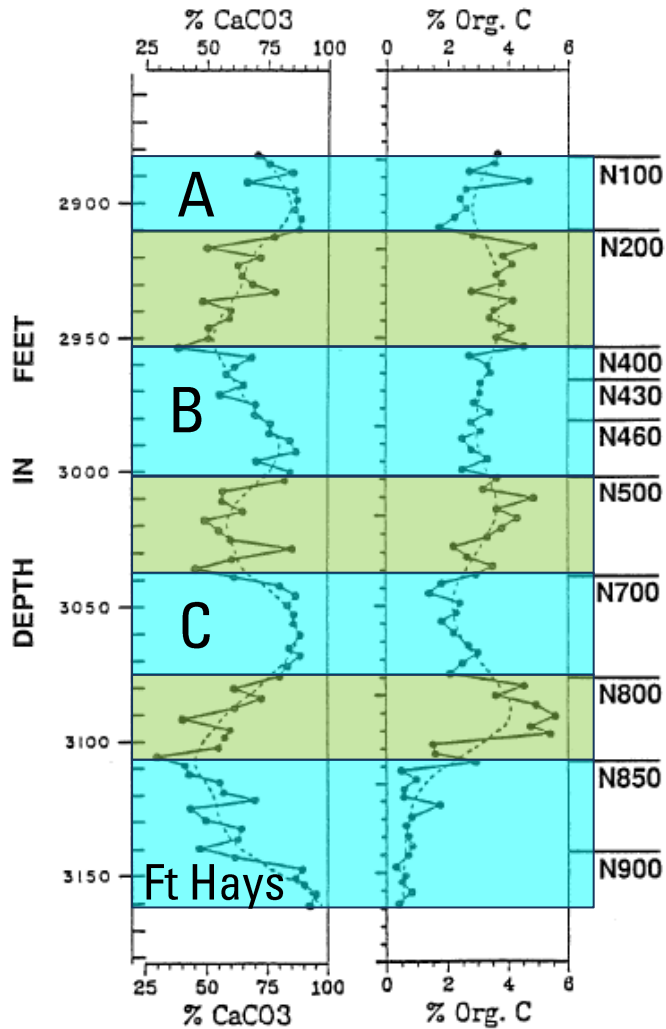 % CaCO3 % Org. C
25 50 75 100 0 2 4 6
A
N100
2900
N200
2950
N400
N430
B
N460
3000
N500
DEPTH IN FEET
3050
N700
C
N800
3100
N850
N900
3150
Ft Hays
25 50 75 100 0 2 4 6
% CaCO3 % Org. C